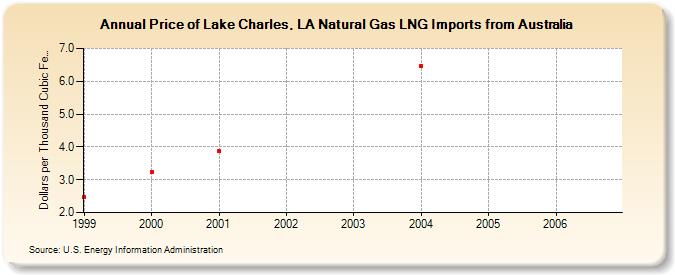 Annual Price of Lake Charles, LA Natural Gas LNG Imports from Australia
Dollars per Thousand Cubic Fe...
7.0
6.0
5.0
4.0
3.0
2.0
1999 2000 2001 2002 2003 2004 2005 2006
Source: U.S. Energy Information Administration